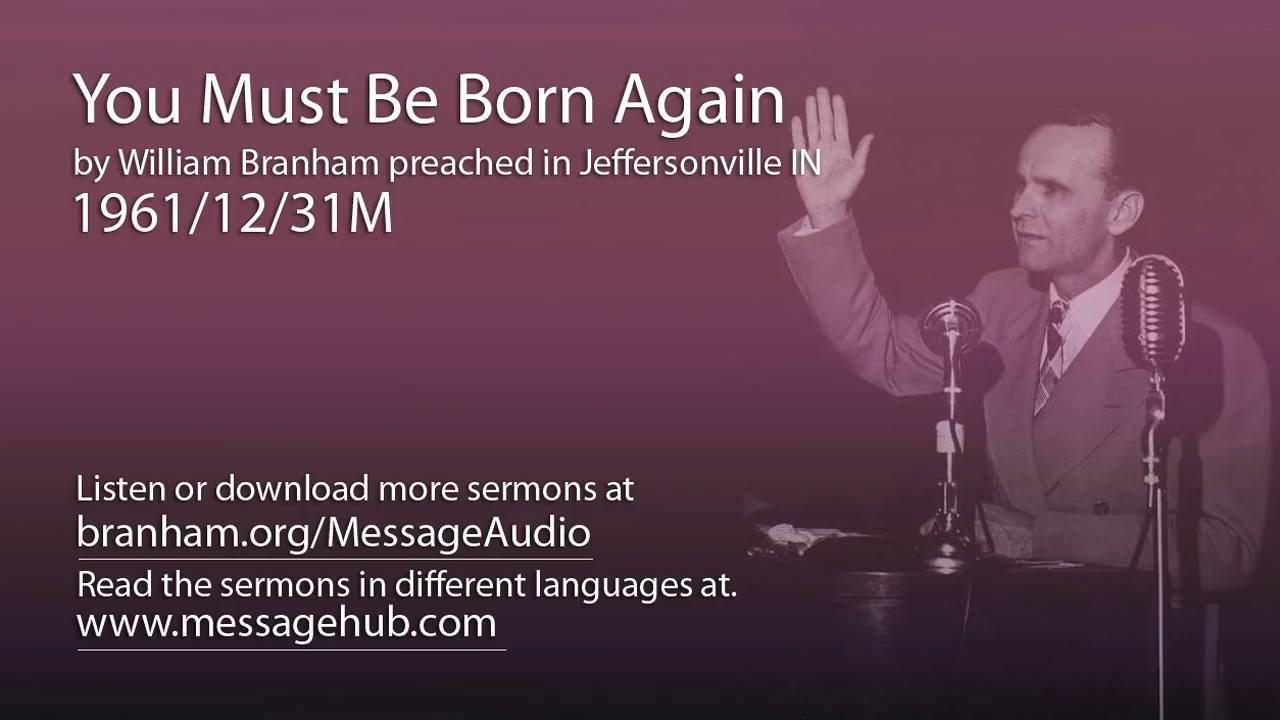 You Must Be Born Again
by William Branham preached in Jeffersonville IN
1961/12/31M
Listen or download more sermons at
branham.org/MessageAudio
Read the sermons in different languages at.
www.messagehub.com